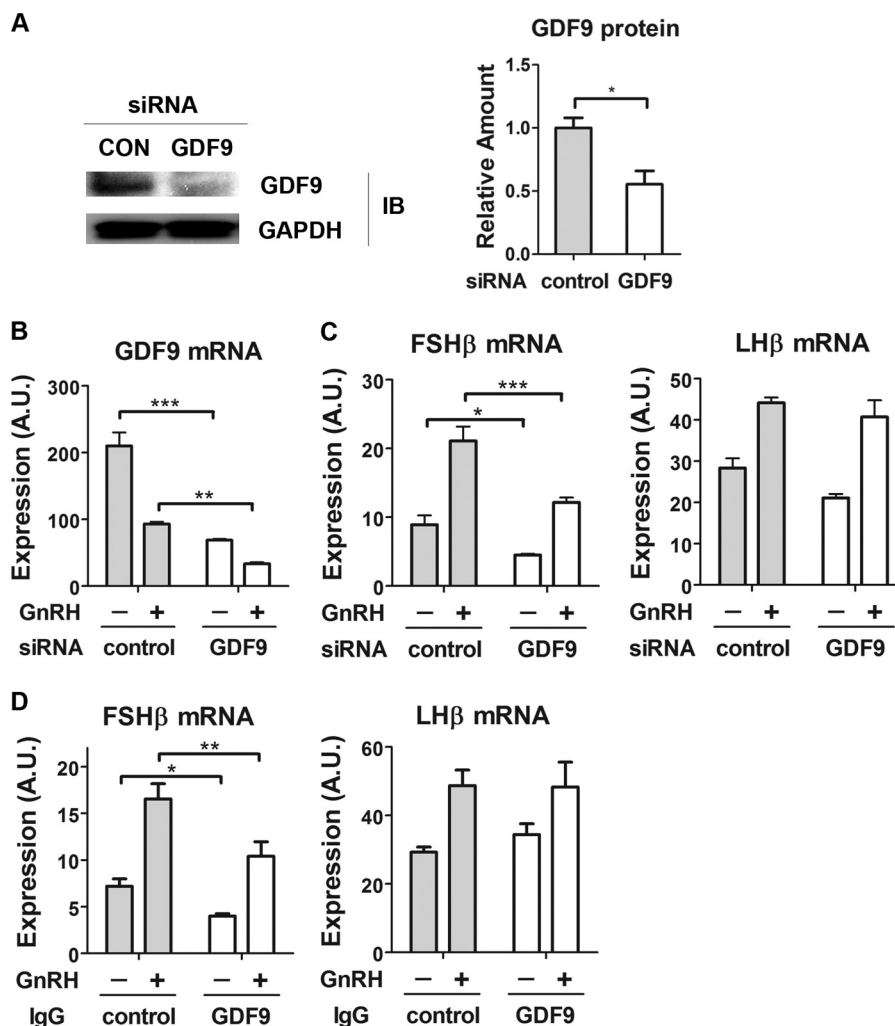 A
siRNA
CON GDF9
GDF9
GAPDH
IB
GDF9 protein
Relative Amount
1.5
1.0
0.5
0.0
*
siRNA control GDF9
B
GDF9 mRNA
Expression (A.U.)
300
200
100
0
***
**
GnRH – + – +
siRNA control GDF9
C
FSHβ mRNA
Expression (A.U.)
30
20
10
0
***
*
GnRH – + – +
siRNA control GDF9
LHβ mRNA
Expression (A.U.)
50
40
30
20
10
0
GnRH – + – +
siRNA control GDF9
D
FSHβ mRNA
Expression (A.U.)
20
15
10
5
0
**
*
GnRH – + – +
IgG control GDF9
LHβ mRNA
Expression (A.U.)
60
40
20
0
GnRH – + – +
IgG control GDF9